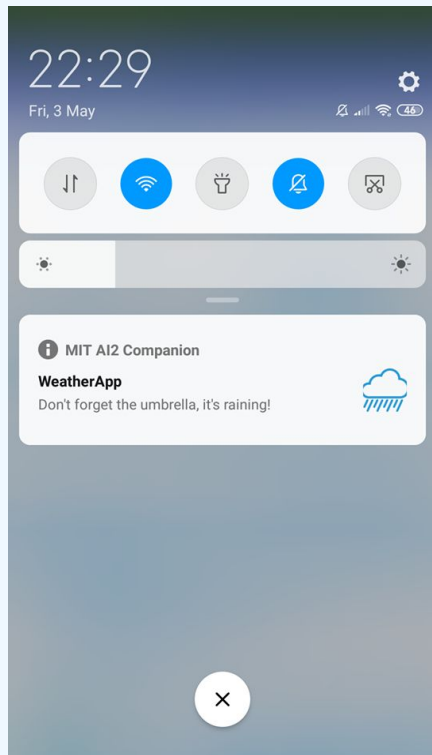 22:29
Fri, 3 May
46
MIT AI2 Companion
WeatherApp
Don't forget the umbrella, it's raining!